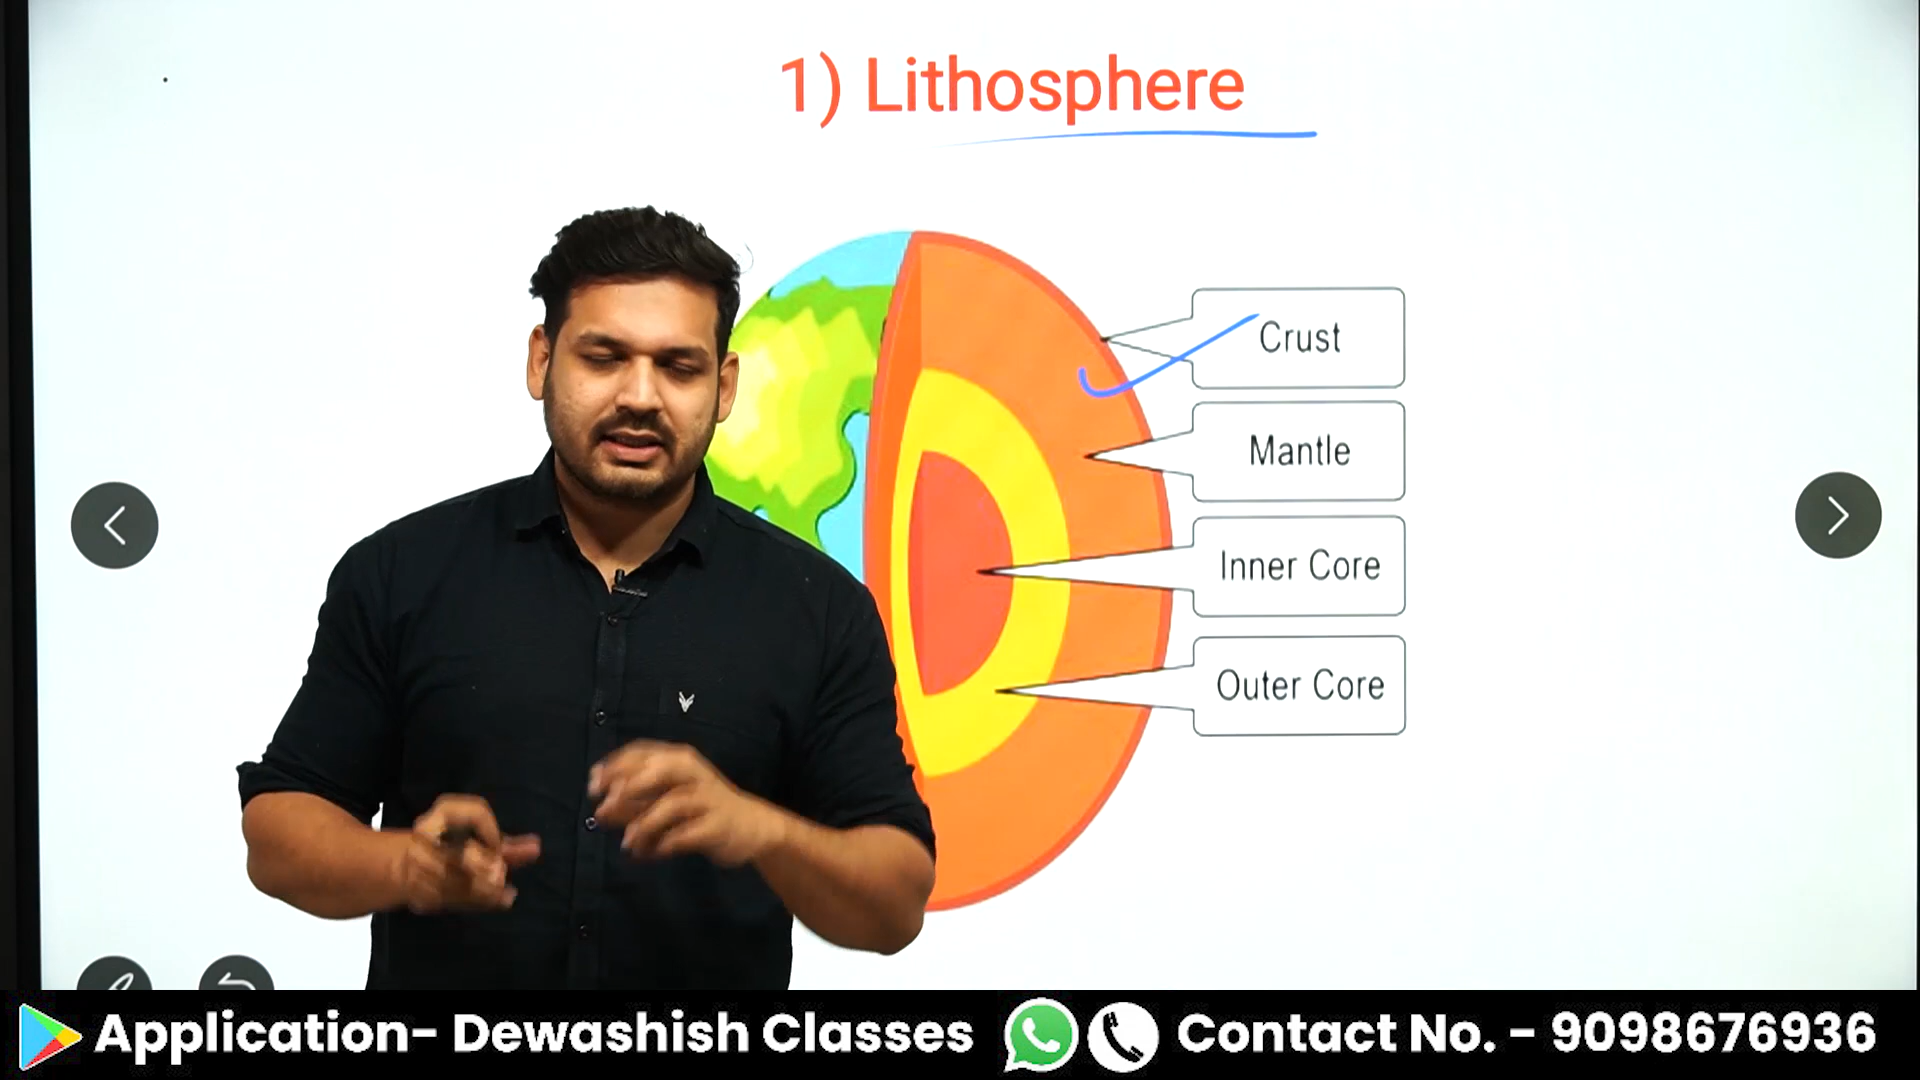 1) Lithosphere
Crust
Mantle
Inner Core
Outer Core
Application- Dewashish Classes
Contact No. - 9098676936